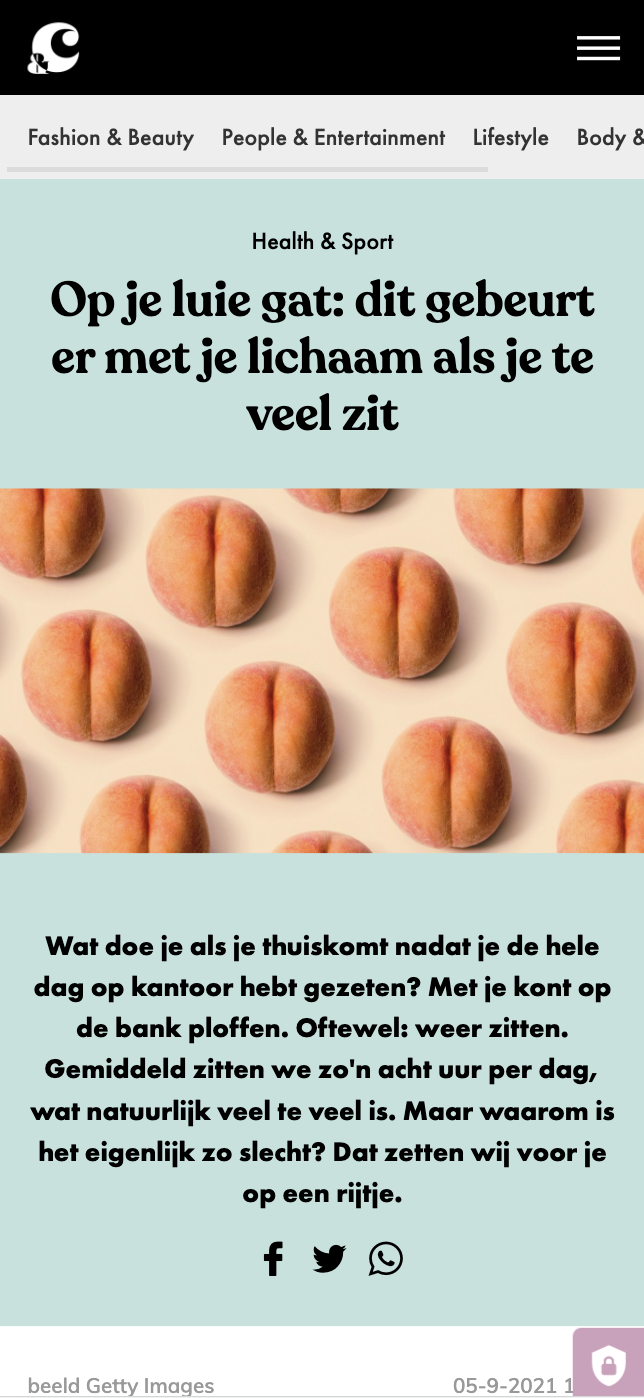 &C
Fashion & Beauty People & Entertainment Lifestyle Body &
Health & Sport
Op je luie gat: dit gebeurt
er met je lichaam als je te
veel zit
Wat doe je als je thuiskomt nadat je de hele
dag op kantoor hebt gezeten? Met je kont op
de bank ploffen. Oftewel: weer zitten.
Gemiddeld zitten we zo'n acht uur per dag,
wat natuurlijk veel te veel is. Maar waarom is
het eigenlijk zo slecht? Dat zetten wij voor je
op een rijtje.
beeld Getty Images 05-9-2021